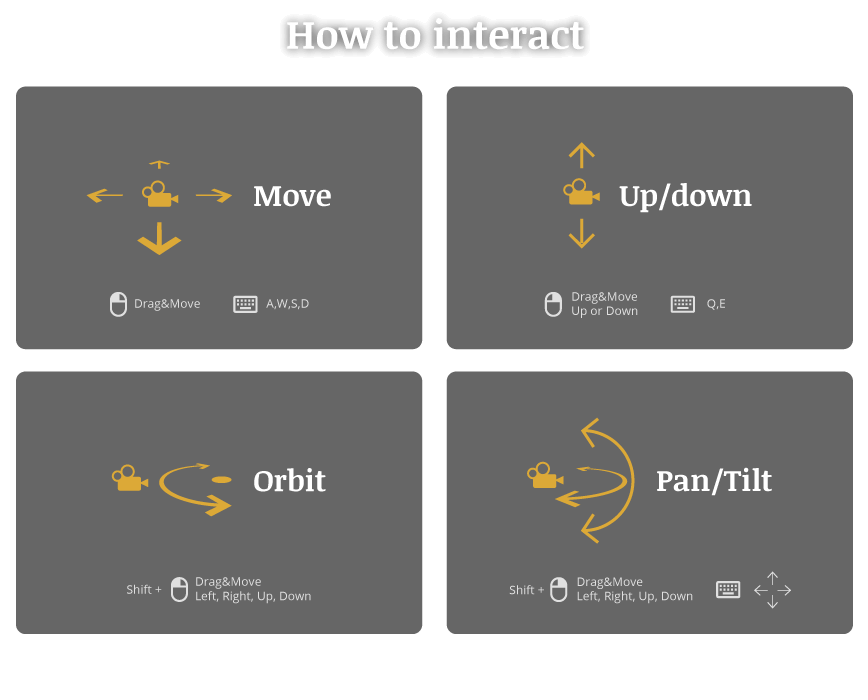 How to interact
Move
Drag&Move
A,W,S,D
Up/down
Drag&Move
Up or Down
Q,E
Orbit
Shift +
Drag&Move
Left, Right, Up, Down
Pan/Tilt
Shift +
Drag&Move
Left, Right, Up, Down